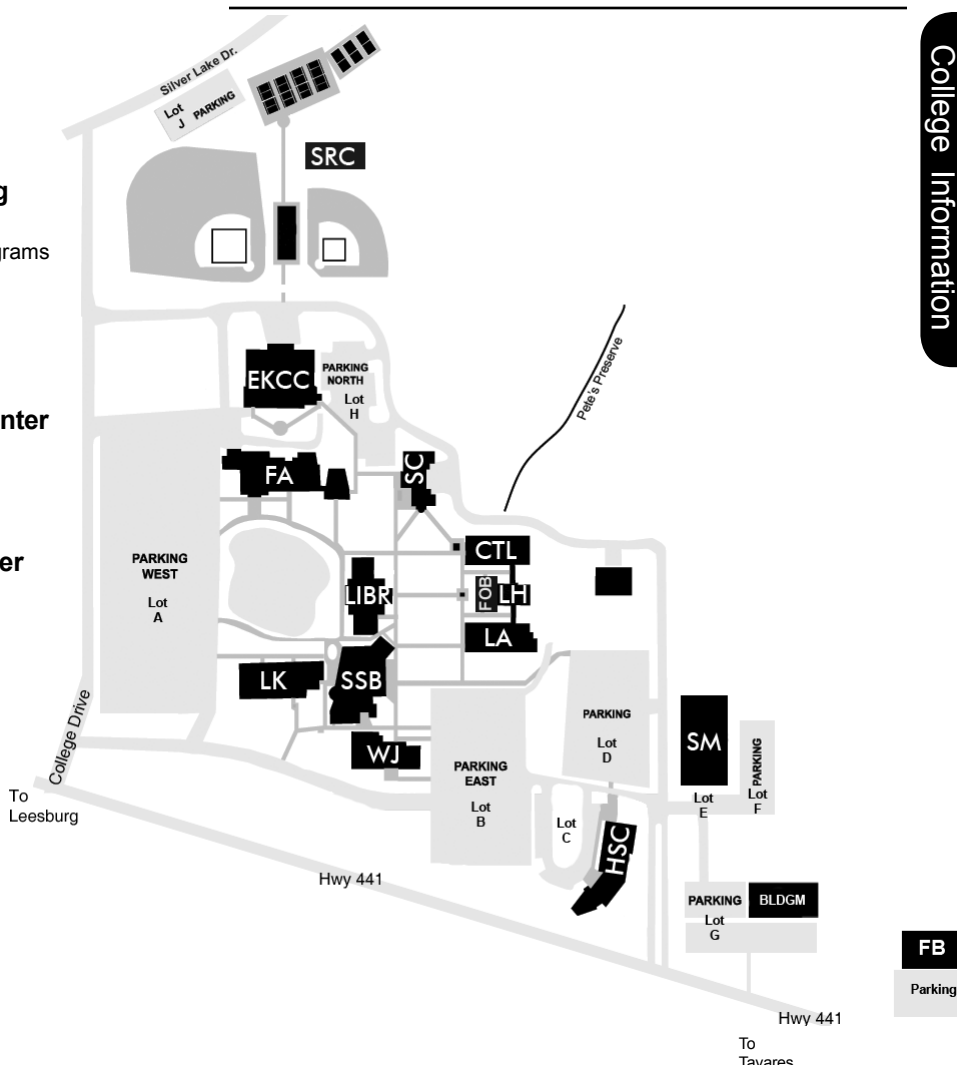 College Information
Silver Lake Dr.
Lot
J
PARKING
SRC
g
grams
EKCC
PARKING
NORTH
Lot
H
Pete's Preserve
nter
FA
SC
er
PARKING
WEST
Lot
A
CTL
LIBR
FOB
LH
LA
LK
SSB
PARKING
Lot
D
SM
PARKING
WJ
College Drive
PARKING
EAST
Lot
B
Lot
E
Lot
F
To
Leesburg
Lot
C
HSC
Hwy 441
PARKING
BLDGM
Lot
G
FB
Parking
Hwy 441
To
Tavares